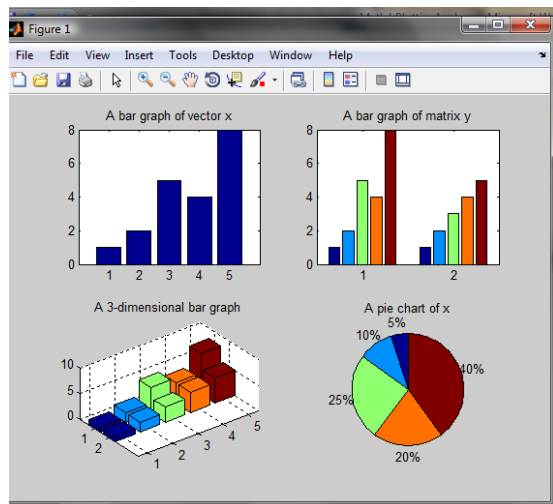 Figure 1
File Edit View Insert Tools Desktop Window Help
A bar graph of vector x
8
6
4
2
0
1 2 3 4 5
A bar graph of matrix y
8
6
4
2
0
1 2
A 3-dimensional bar graph
10
5
0
1
2
1 2 3 4 5
A pie chart of x
5%
10%
40%
25%
20%